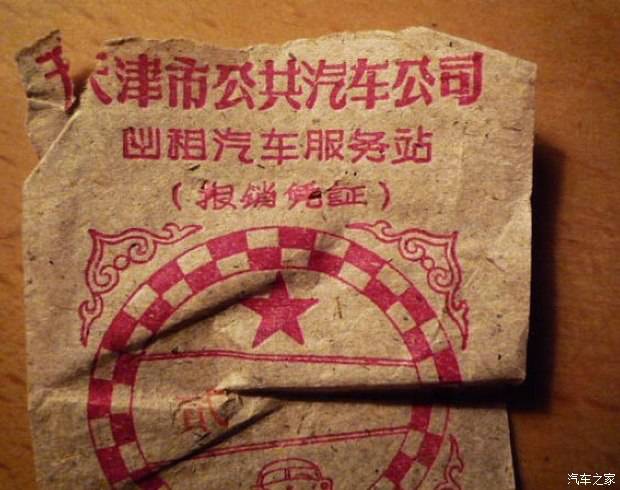 天津市公共汽车公司
出租汽车服务站
（报销凭证）
贰
汽车之家